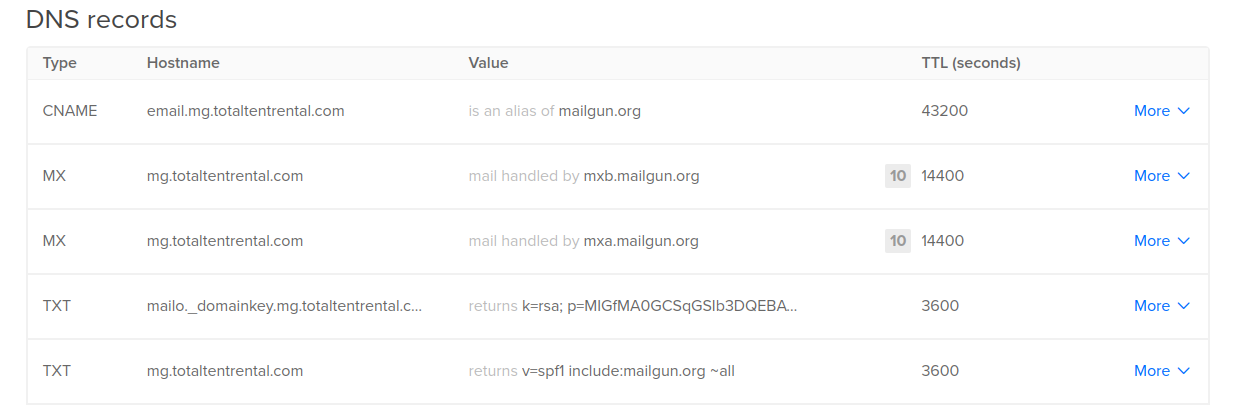 DNS records
Type Hostname Value TTL (seconds)
CNAME email.mg.totaltentrental.com is an alias of mailgun.org 43200 More
MX mg.totaltentrental.com mail handled by mxb.mailgun.org 10 14400 More
MX mg.totaltentrental.com mail handled by mxa.mailgun.org 10 14400 More
TXT mailo._domainkey.mg.totaltentrental.c... returns k=rsa; p=MIGfMA0GCSqGSIb3DQEBA... 3600 More
TXT mg.totaltentrental.com returns v=spf1 include:mailgun.org ~all 3600 More